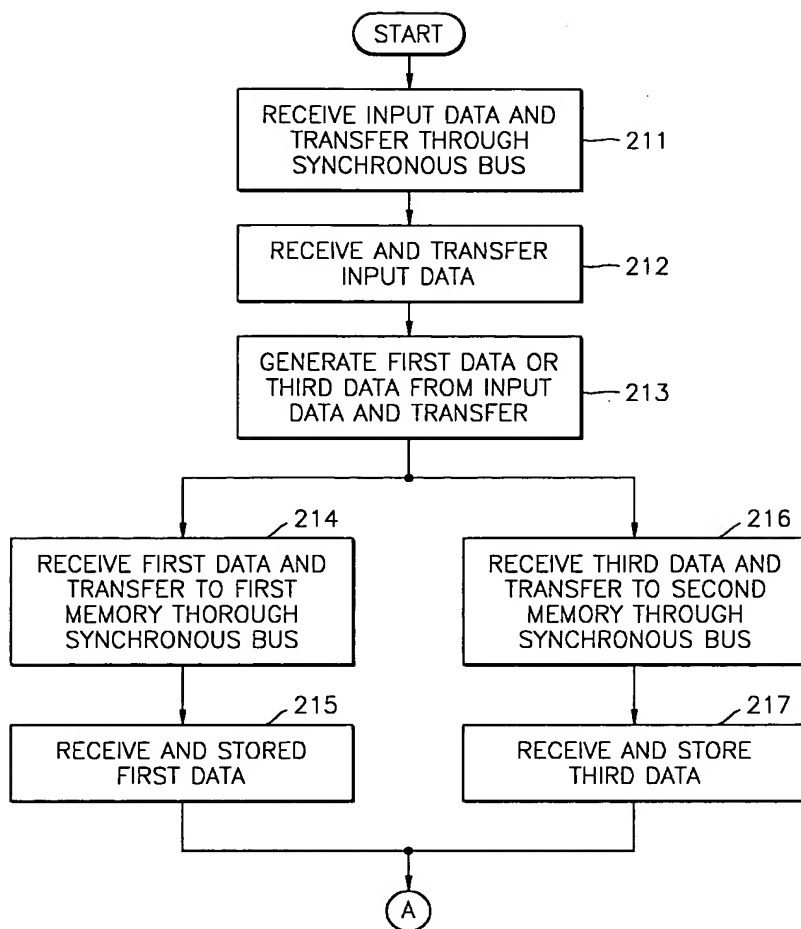 START
RECEIVE INPUT DATA AND
TRANSFER THROUGH
SYNCHRONOUS BUS
211
RECEIVE AND TRANSFER
INPUT DATA
212
GENERATE FIRST DATA OR
THIRD DATA FROM INPUT
DATA AND TRANSFER
213
214
RECEIVE FIRST DATA AND
TRANSFER TO FIRST
MEMORY THOROUGH
SYNCHRONOUS BUS
216
RECEIVE THIRD DATA AND
TRANSFER TO SECOND
MEMORY THROUGH
SYNCHRONOUS BUS
215
RECEIVE AND STORED
FIRST DATA
217
RECEIVE AND STORE
THIRD DATA
A